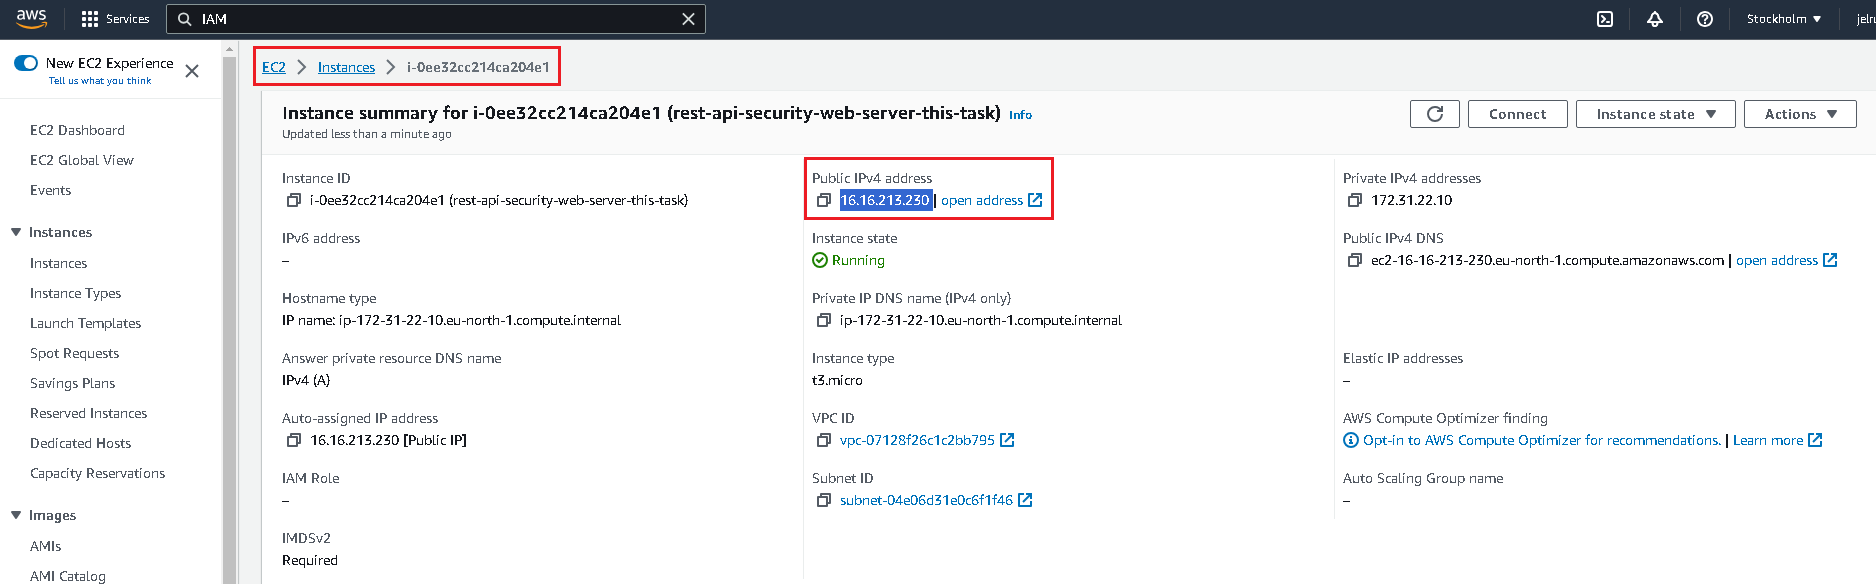 aws
Services
IAM
Stockholm
New EC2 Experience
Tell us what you think
EC2 Dashboard
EC2 Global View
Events
Instances
Instances
Instance Types
Launch Templates
Spot Requests
Savings Plans
Reserved Instances
Dedicated Hosts
Capacity Reservations
Images
AMIs
AMI Catalog
EC2 > Instances > i-0ee32cc214ca204e1
Instance summary for i-0ee32cc214ca204e1 (rest-api-security-web-server-this-task) Info
Updated less than a minute ago
Connect
Instance state
Actions
Instance ID
i-0ee32cc214ca204e1 (rest-api-security-web-server-this-task)
Public IPv4 address
16.16.213.230 | open address
Private IPv4 addresses
172.31.22.10
IPv6 address
–
Instance state
Running
Public IPv4 DNS
ec2-16-16-213-230.eu-north-1.compute.amazonaws.com | open address
Hostname type
IP name: ip-172-31-22-10.eu-north-1.compute.internal
Private IP DNS name (IPv4 only)
ip-172-31-22-10.eu-north-1.compute.internal
Answer private resource DNS name
IPv4 (A)
Instance type
t3.micro
Elastic IP addresses
–
Auto-assigned IP address
16.16.213.230 [Public IP]
VPC ID
vpc-07128f26c1c2bb795
AWS Compute Optimizer finding
Opt-in to AWS Compute Optimizer for recommendations. | Learn more
IAM Role
–
Subnet ID
subnet-04e06d31e0c6f1f46
Auto Scaling Group name
–
IMDSv2
Required